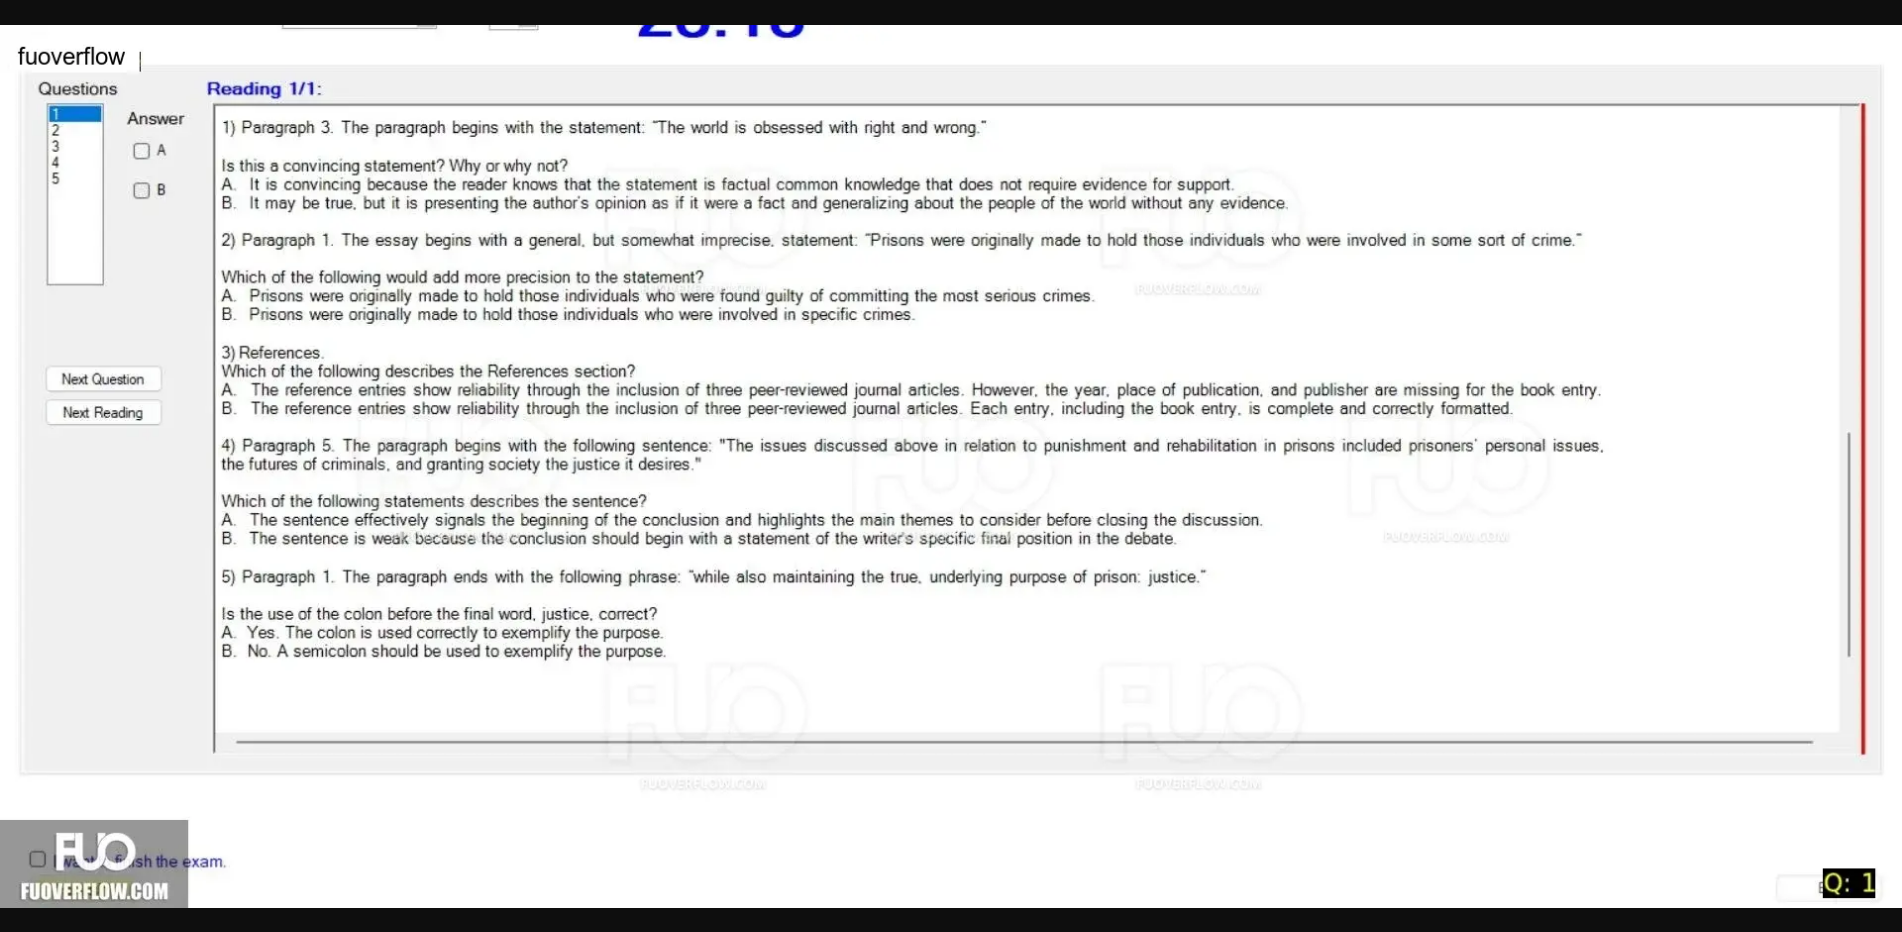 fuoverflow
Questions
Reading 1/1:
1
2
3
4
5
Answer
A
B
Next Question
Next Reading
1) Paragraph 3. The paragraph begins with the statement: "The world is obsessed with right and wrong."
Is this a convincing statement? Why or why not?
A. It is convincing because the reader knows that the statement is factual common knowledge that does not require evidence for support.
B. It may be true, but it is presenting the author's opinion as if it were a fact and generalizing about the people of the world without any evidence.
2) Paragraph 1. The essay begins with a general, but somewhat imprecise, statement: "Prisons were originally made to hold those individuals who were involved in some sort of crime."
Which of the following would add more precision to the statement?
A. Prisons were originally made to hold those individuals who were found guilty of committing the most serious crimes.
B. Prisons were originally made to hold those individuals who were involved in specific crimes.
3) References.
Which of the following describes the References section?
A. The reference entries show reliability through the inclusion of three peer-reviewed journal articles. However, the year, place of publication, and publisher are missing for the book entry.
B. The reference entries show reliability through the inclusion of three peer-reviewed journal articles. Each entry, including the book entry, is complete and correctly formatted.
4) Paragraph 5. The paragraph begins with the following sentence: "The issues discussed above in relation to punishment and rehabilitation in prisons included prisoners' personal issues,
the futures of criminals, and granting society the justice it desires."
Which of the following statements describes the sentence?
A. The sentence effectively signals the beginning of the conclusion and highlights the main themes to consider before closing the discussion.
B. The sentence is weak because the conclusion should begin with a statement of the writer's specific final position in the debate.
5) Paragraph 1. The paragraph ends with the following phrase: "while also maintaining the true, underlying purpose of prison: justice."
Is the use of the colon before the final word, justice, correct?
A. Yes. The colon is used correctly to exemplify the purpose.
B. No. A semicolon should be used to exemplify the purpose.
FUO
FUOVERFLOW.COM
FUO
FUOVERFLOW.COM
FUO
FUO
FUOVERFLOW.COM
FUO
FUOVERFLOW.COM
FUO
FUOVERFLOW.COM
FUO
the exam.
FUOVERFLOW.COM
Q: 1